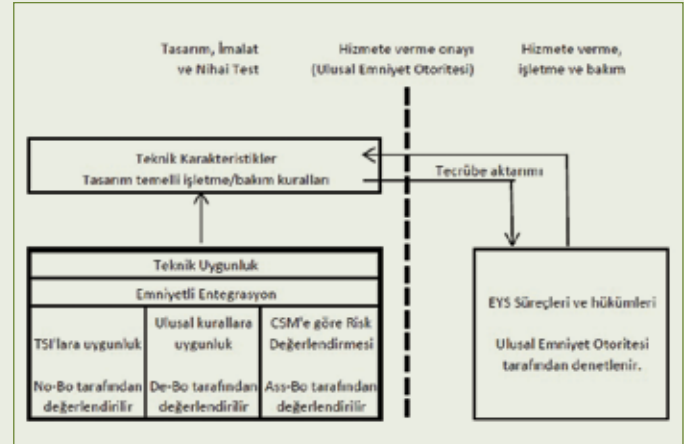 Tasarım, İmalat
ve Nihai Test
Hizmete verme onayı
(Ulusal Emniyet Otoritesi)
Hizmete verme,
işletme ve bakım
Teknik Karakteristikler
Tasarım temelli işletme/bakım kuralları
Tecrübe aktarımı
Teknik Uygunluk
Emniyetli Entegrasyon
TSI'lara uygunluk
No-Bo tarafından
değerlendirilir
Ulusal kurallara
uygunluk
De-Bo tarafından
değerlendirilir
CSM'e göre Risk
Değerlendirmesi
Ass-Bo tarafından
değerlendirilir
EYS Süreçleri ve hükümleri
Ulusal Emniyet Otoritesi
tarafından denetlenir.